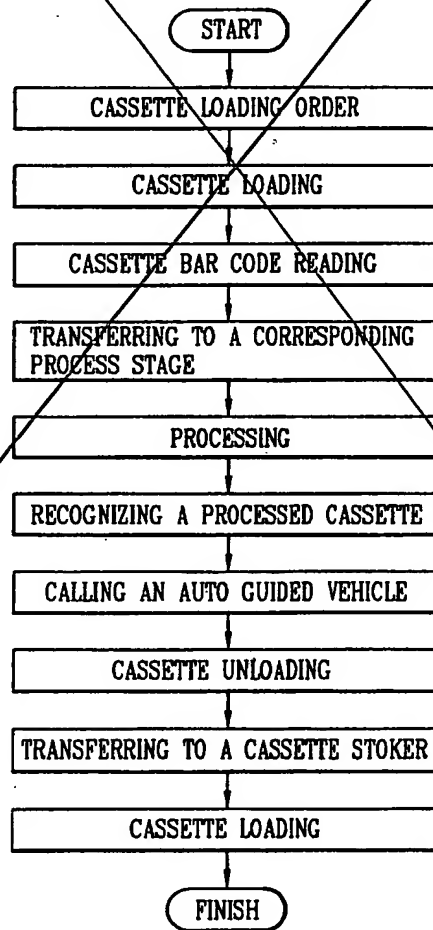 START
CASSETTE LOADING ORDER
CASSETTE LOADING
CASSETTE BAR CODE READING
TRANSFERRING TO A CORRESPONDING
PROCESS STAGE
PROCESSING
RECOGNIZING A PROCESSED CASSETTE
CALLING AN AUTO GUIDED VEHICLE
CASSETTE UNLOADING
TRANSFERRING TO A CASSETTE STOKER
CASSETTE LOADING
FINISH